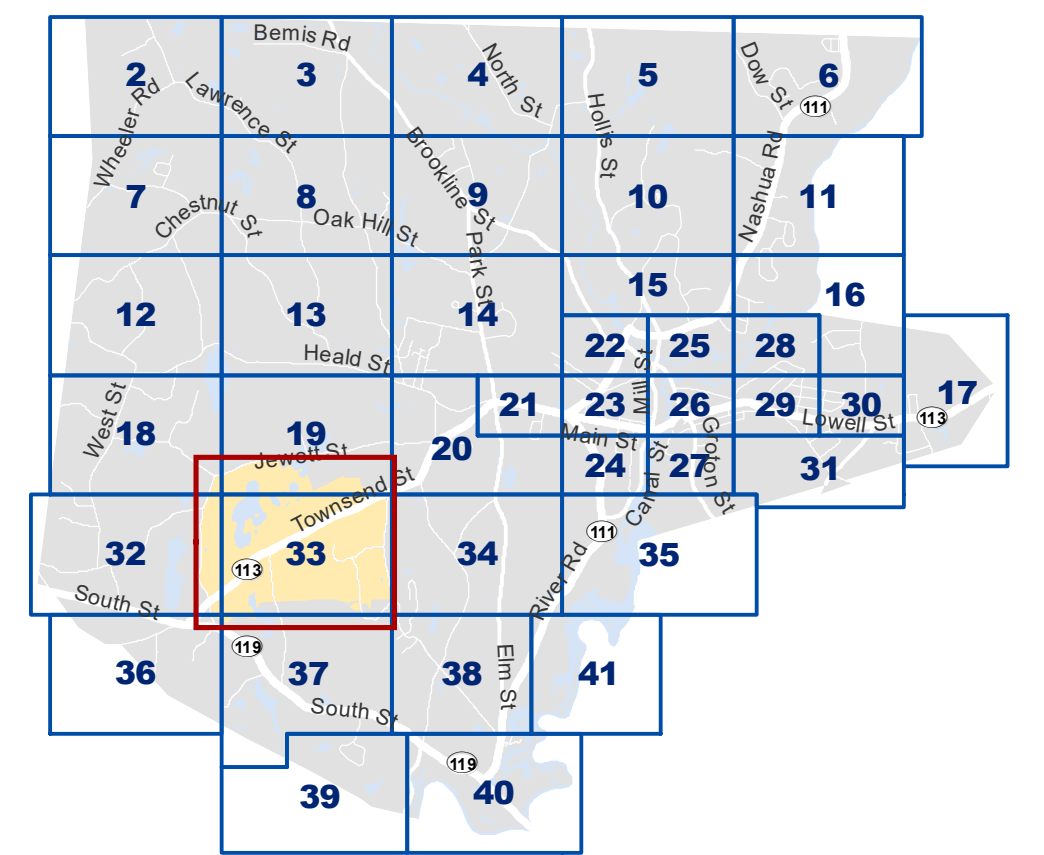 Bemis Rd
North St
Dow St
2
3
4
5
6
111
Wheeler Rd
Lawrence St
Hollis St
Brookline St
Nashua Rd
7
8
9
10
11
Chestnut St
Oak Hill St
Park St
12
13
14
15
16
Heald St
22
25
28
Mill St
17
West St
18
19
20
21
23
26
29
30
Lowell St
113
Main St
Jewett St
24
27
31
Groton St
Canal St
Townsend St
32
33
113
34
111
35
River Rd
South St
119
36
37
38
41
Elm St
South St
119
39
40